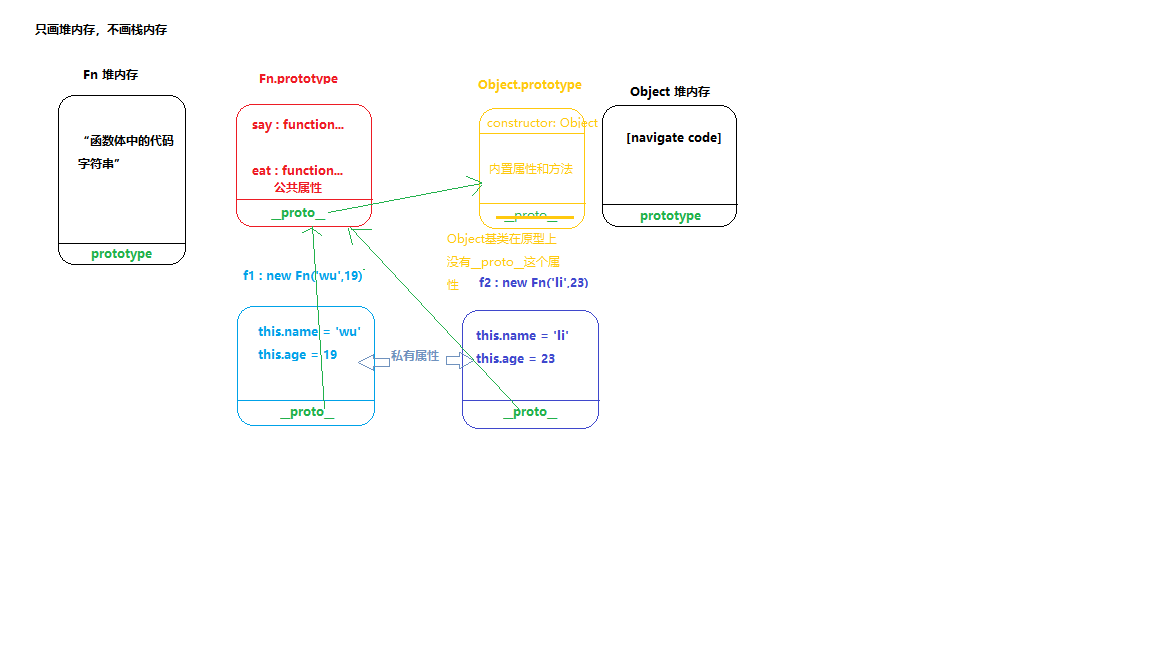 只画堆内存，不画栈内存
Fn 堆内存
“函数体中的代码
字符串”
prototype
Fn.prototype
say : function...
eat : function...
公共属性
__proto__
Object.prototype
constructor: Object
内置属性和方法
__proto__
Object基类在原型上
没有__proto__这个属
性
Object 堆内存
[navigate code]
prototype
f1 : new Fn('wu',19)
this.name = 'wu'
this.age = 19
__proto__
私有属性
f2 : new Fn('li',23)
this.name = 'li'
this.age = 23
__proto__